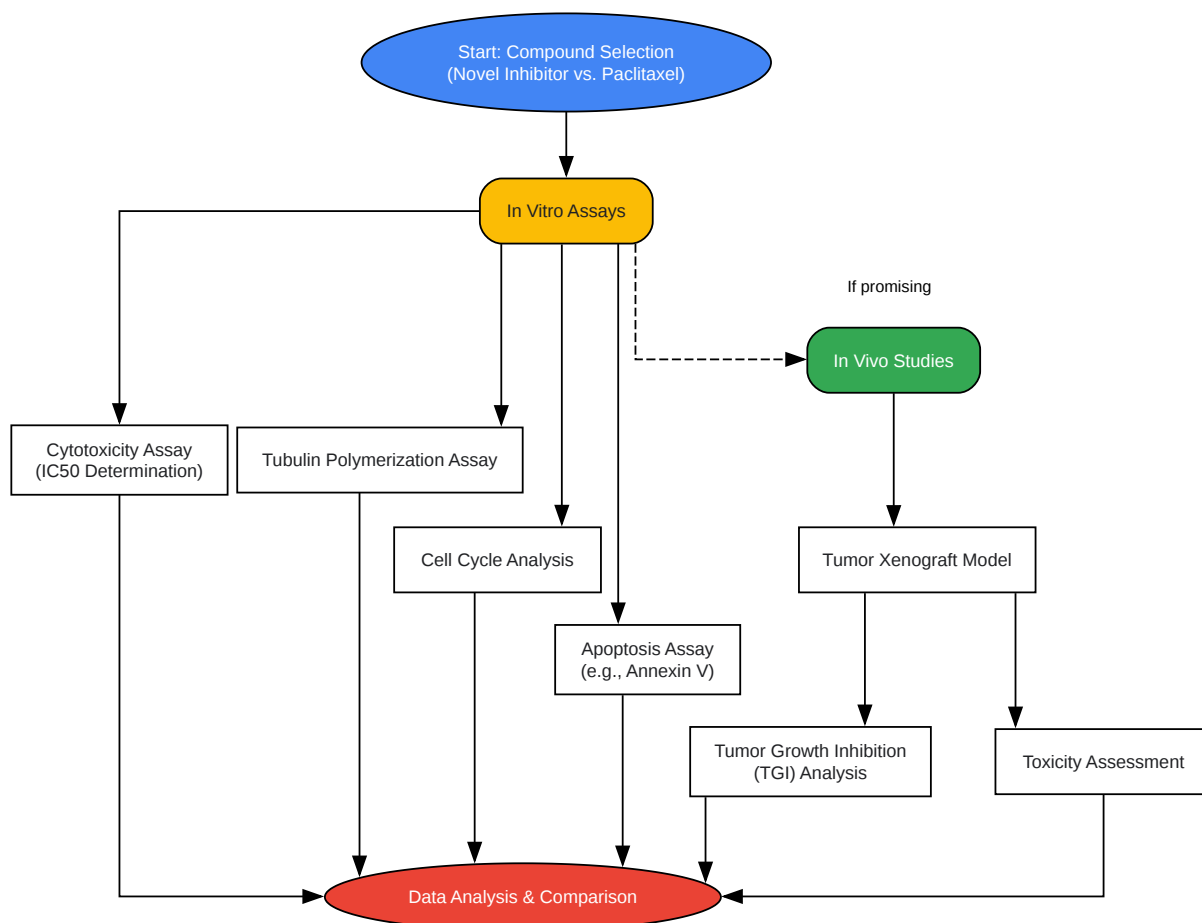 Start: Compound Selection
(Novel Inhibitor vs. Paclitaxel)
In Vitro Assays
If promising
In Vivo Studies
Cytotoxicity Assay
(IC50 Determination)
Tubulin Polymerization Assay
Cell Cycle Analysis
Tumor Xenograft Model
Apoptosis Assay
(e.g., Annexin V)
Tumor Growth Inhibition
(TGI) Analysis
Toxicity Assessment
Data Analysis & Comparison